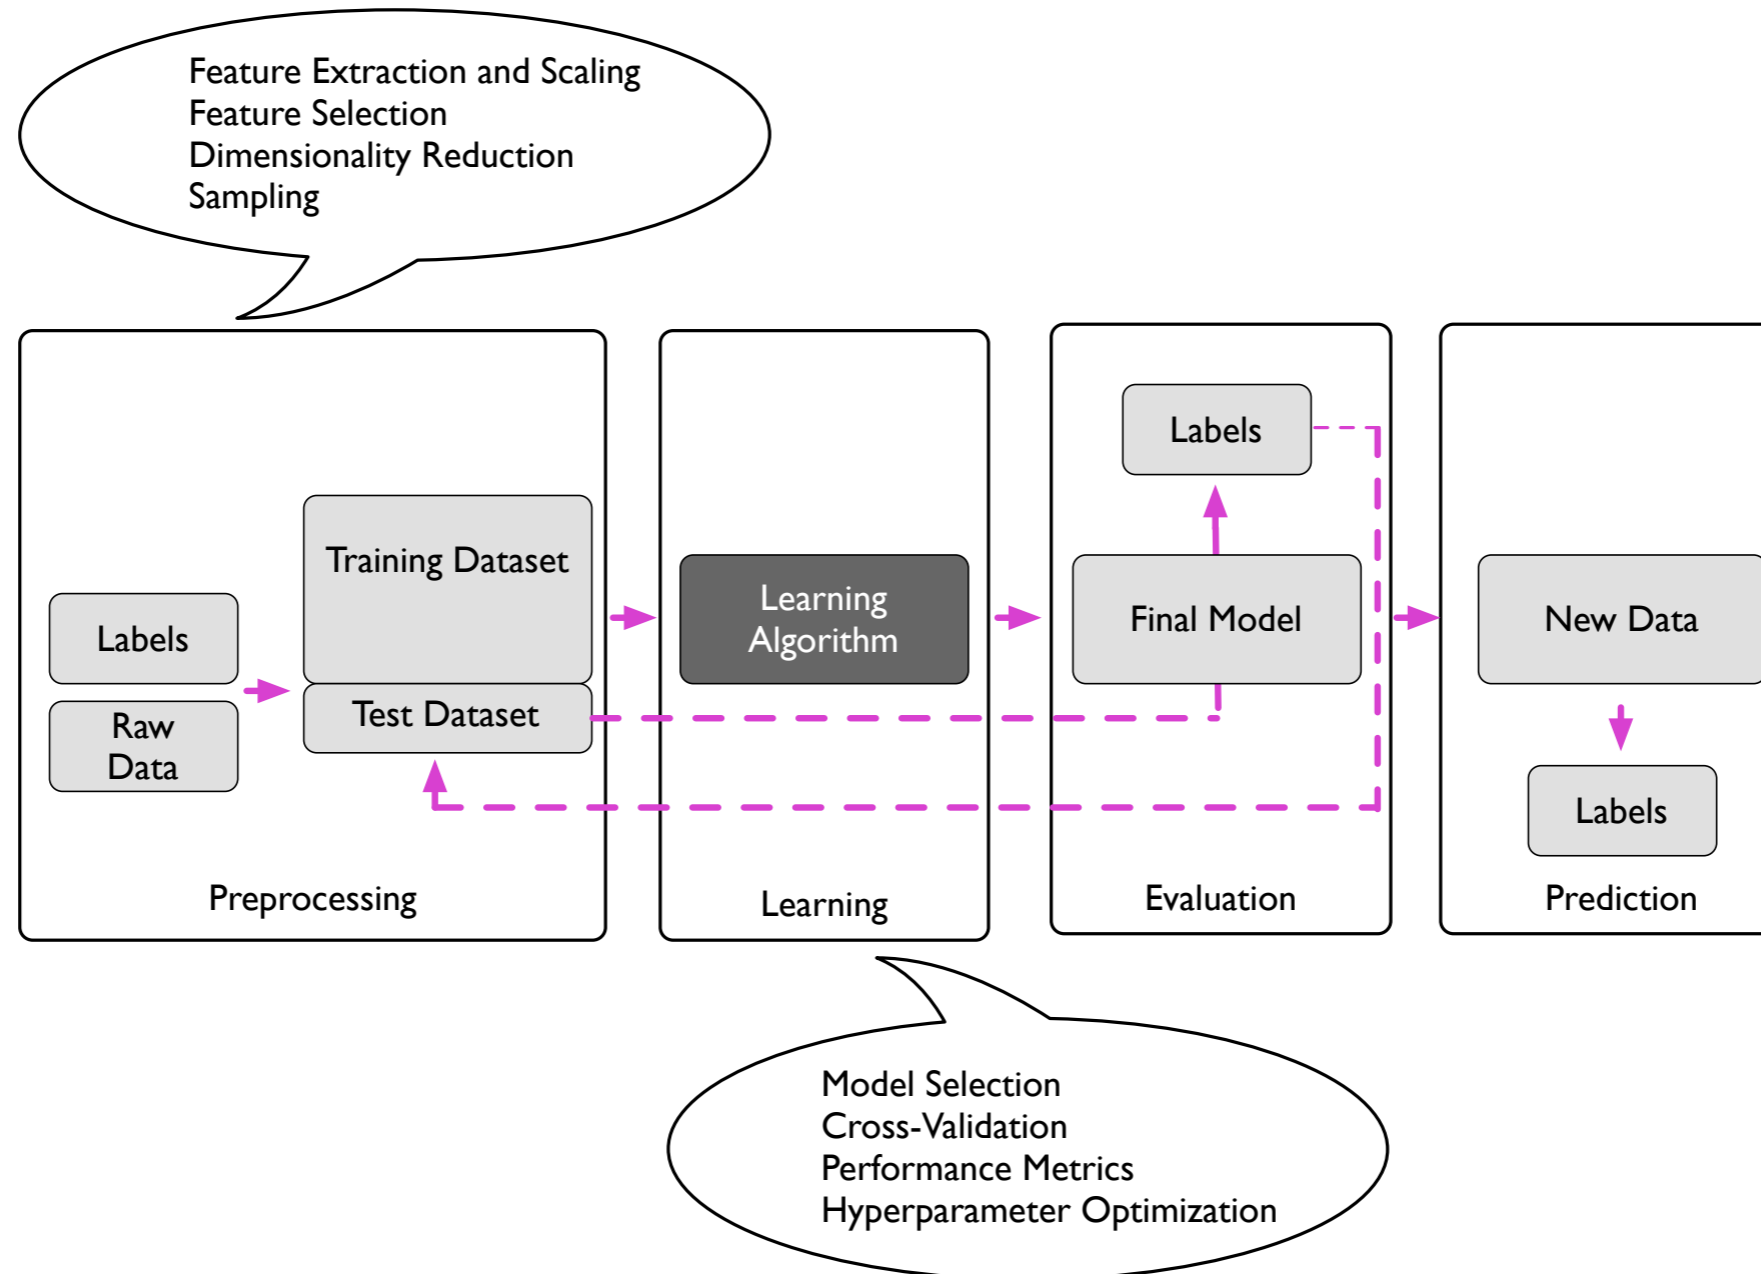 Feature Extraction and Scaling
Feature Selection
Dimensionality Reduction
Sampling
Labels
Raw
Data
Training Dataset
Test Dataset
Preprocessing
Learning
Algorithm
Learning
Labels
Final Model
Evaluation
New Data
Labels
Prediction
Model Selection
Cross-Validation
Performance Metrics
Hyperparameter Optimization